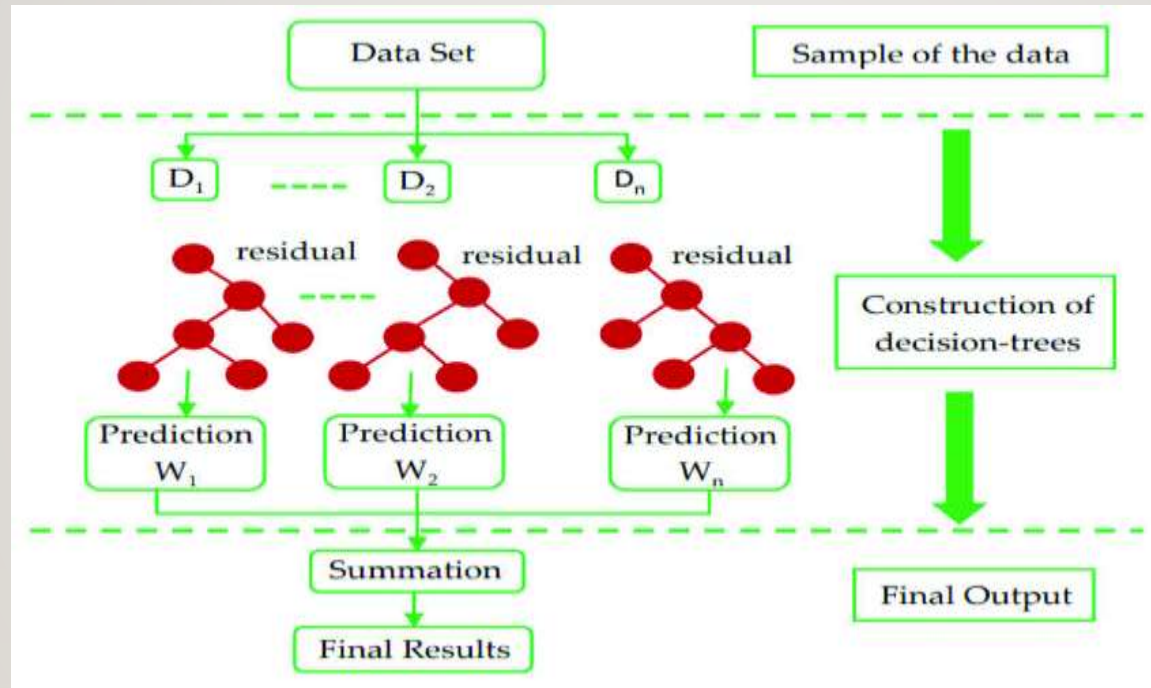 Data Set
Sample of the data
D₁
D₂
Dₙ
residual
residual
residual
Construction of
decision-trees
Prediction
W₁
Prediction
W₂
Prediction
Wₙ
Summation
Final Output
Final Results